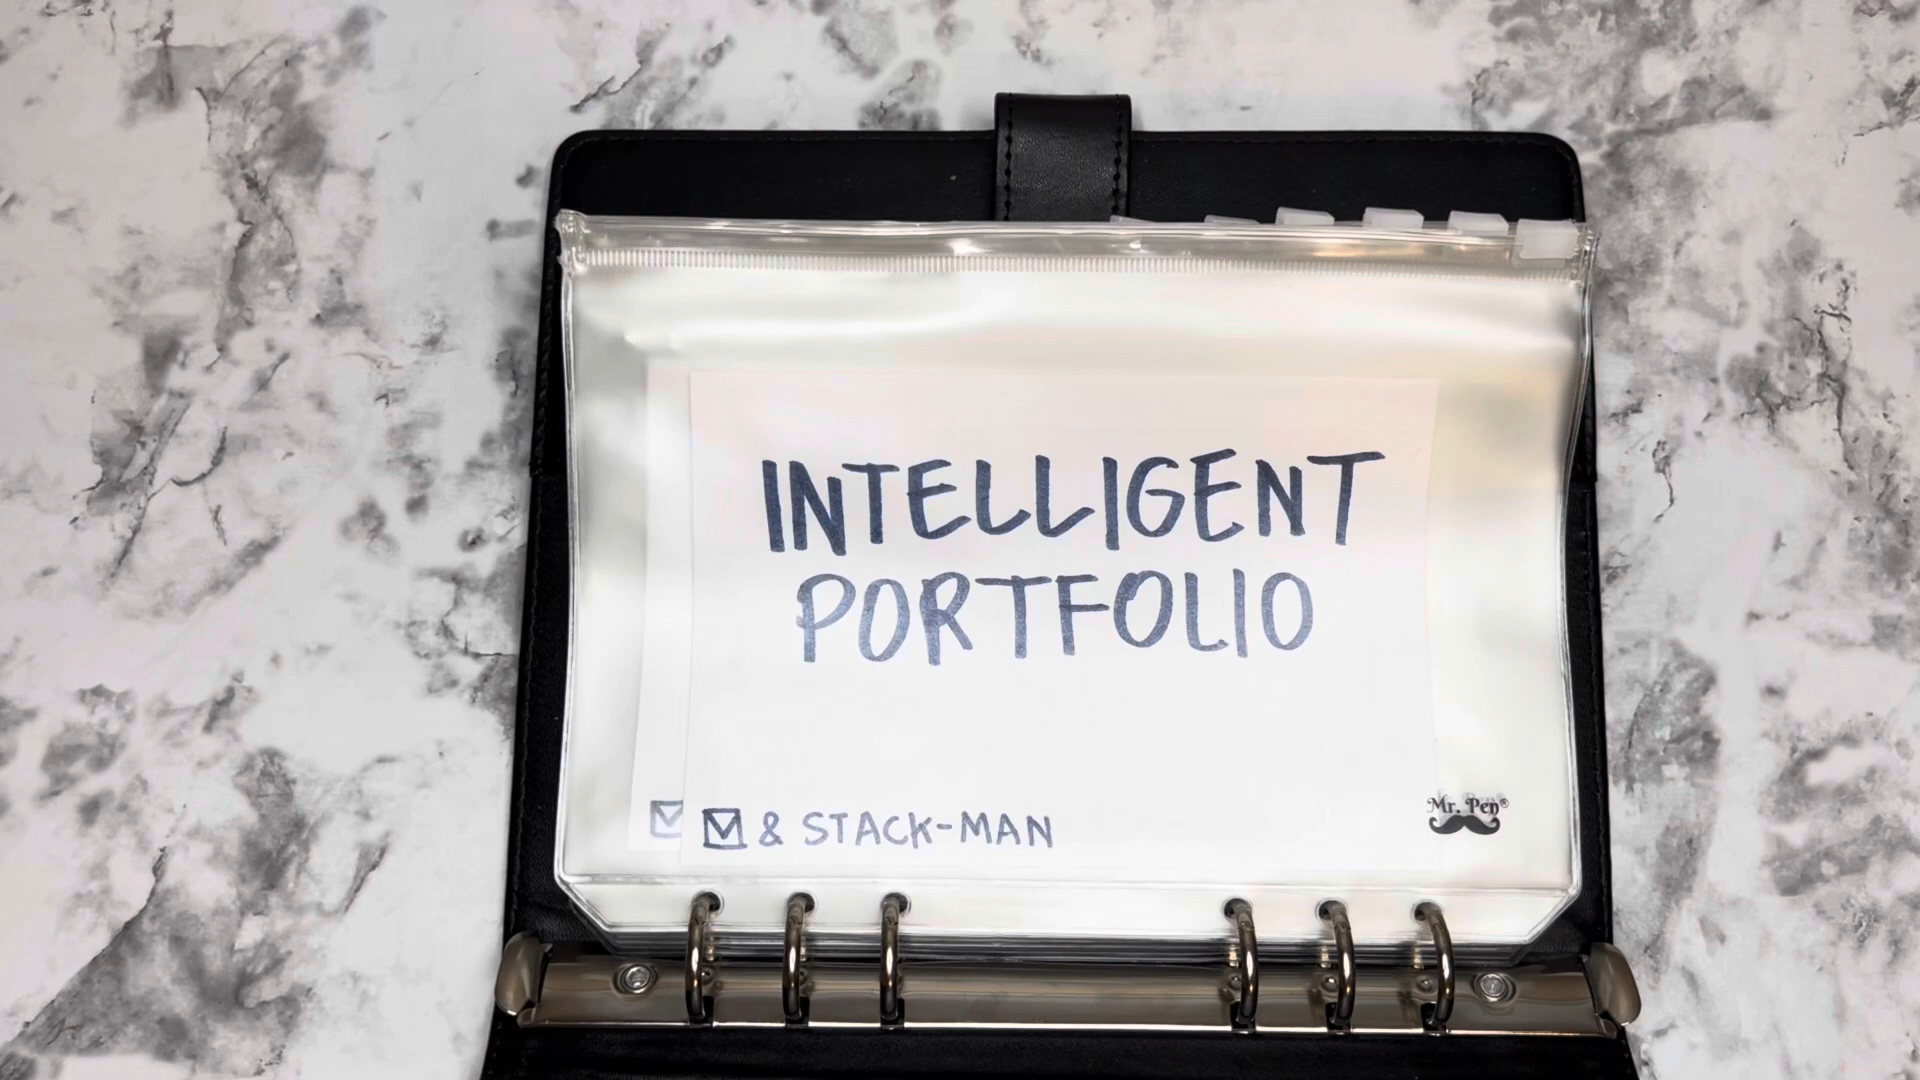 INTELLIGENT
PORTFOLIO
Mr. Pen®
☑ & STACK-MAN